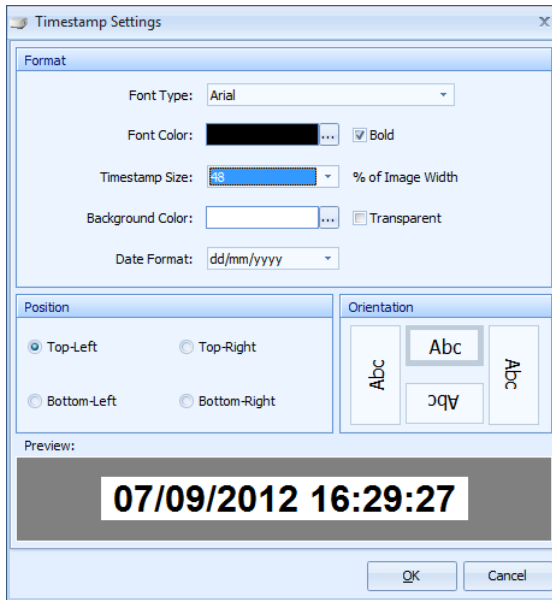 Timestamp Settings
Format
Font Type: Arial
Font Color: ... Bold
Timestamp Size: 48 % of Image Width
Background Color: ... Transparent
Date Format: dd/mm/yyyy
Position
Top-Left Top-Right
Bottom-Left Bottom-Right
Orientation
Abc
Abc
Abc
Abc
Preview:
07/09/2012 16:29:27
OK Cancel